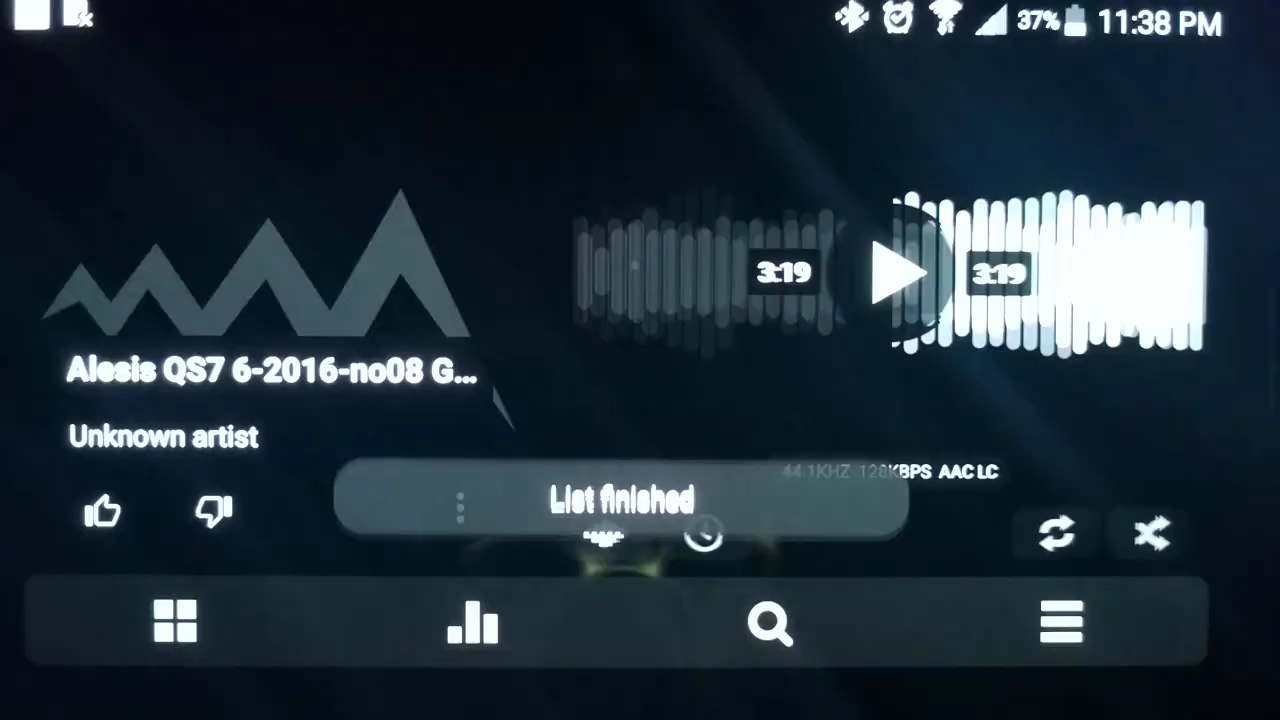 37% 11:38 PM
3:19 3:19
Alesis QS7 6-2016-no08 G...
Unknown artist
44.1KHZ 128KBPS AAC LC
List finished